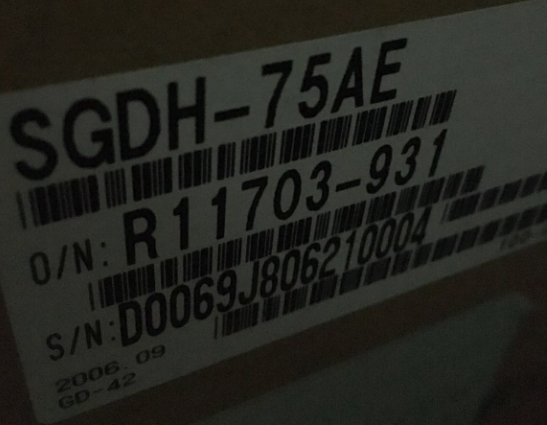 SGDH-75AE
O/N: R11703-931
S/N: D0069J806210004
2006.09
GD-42